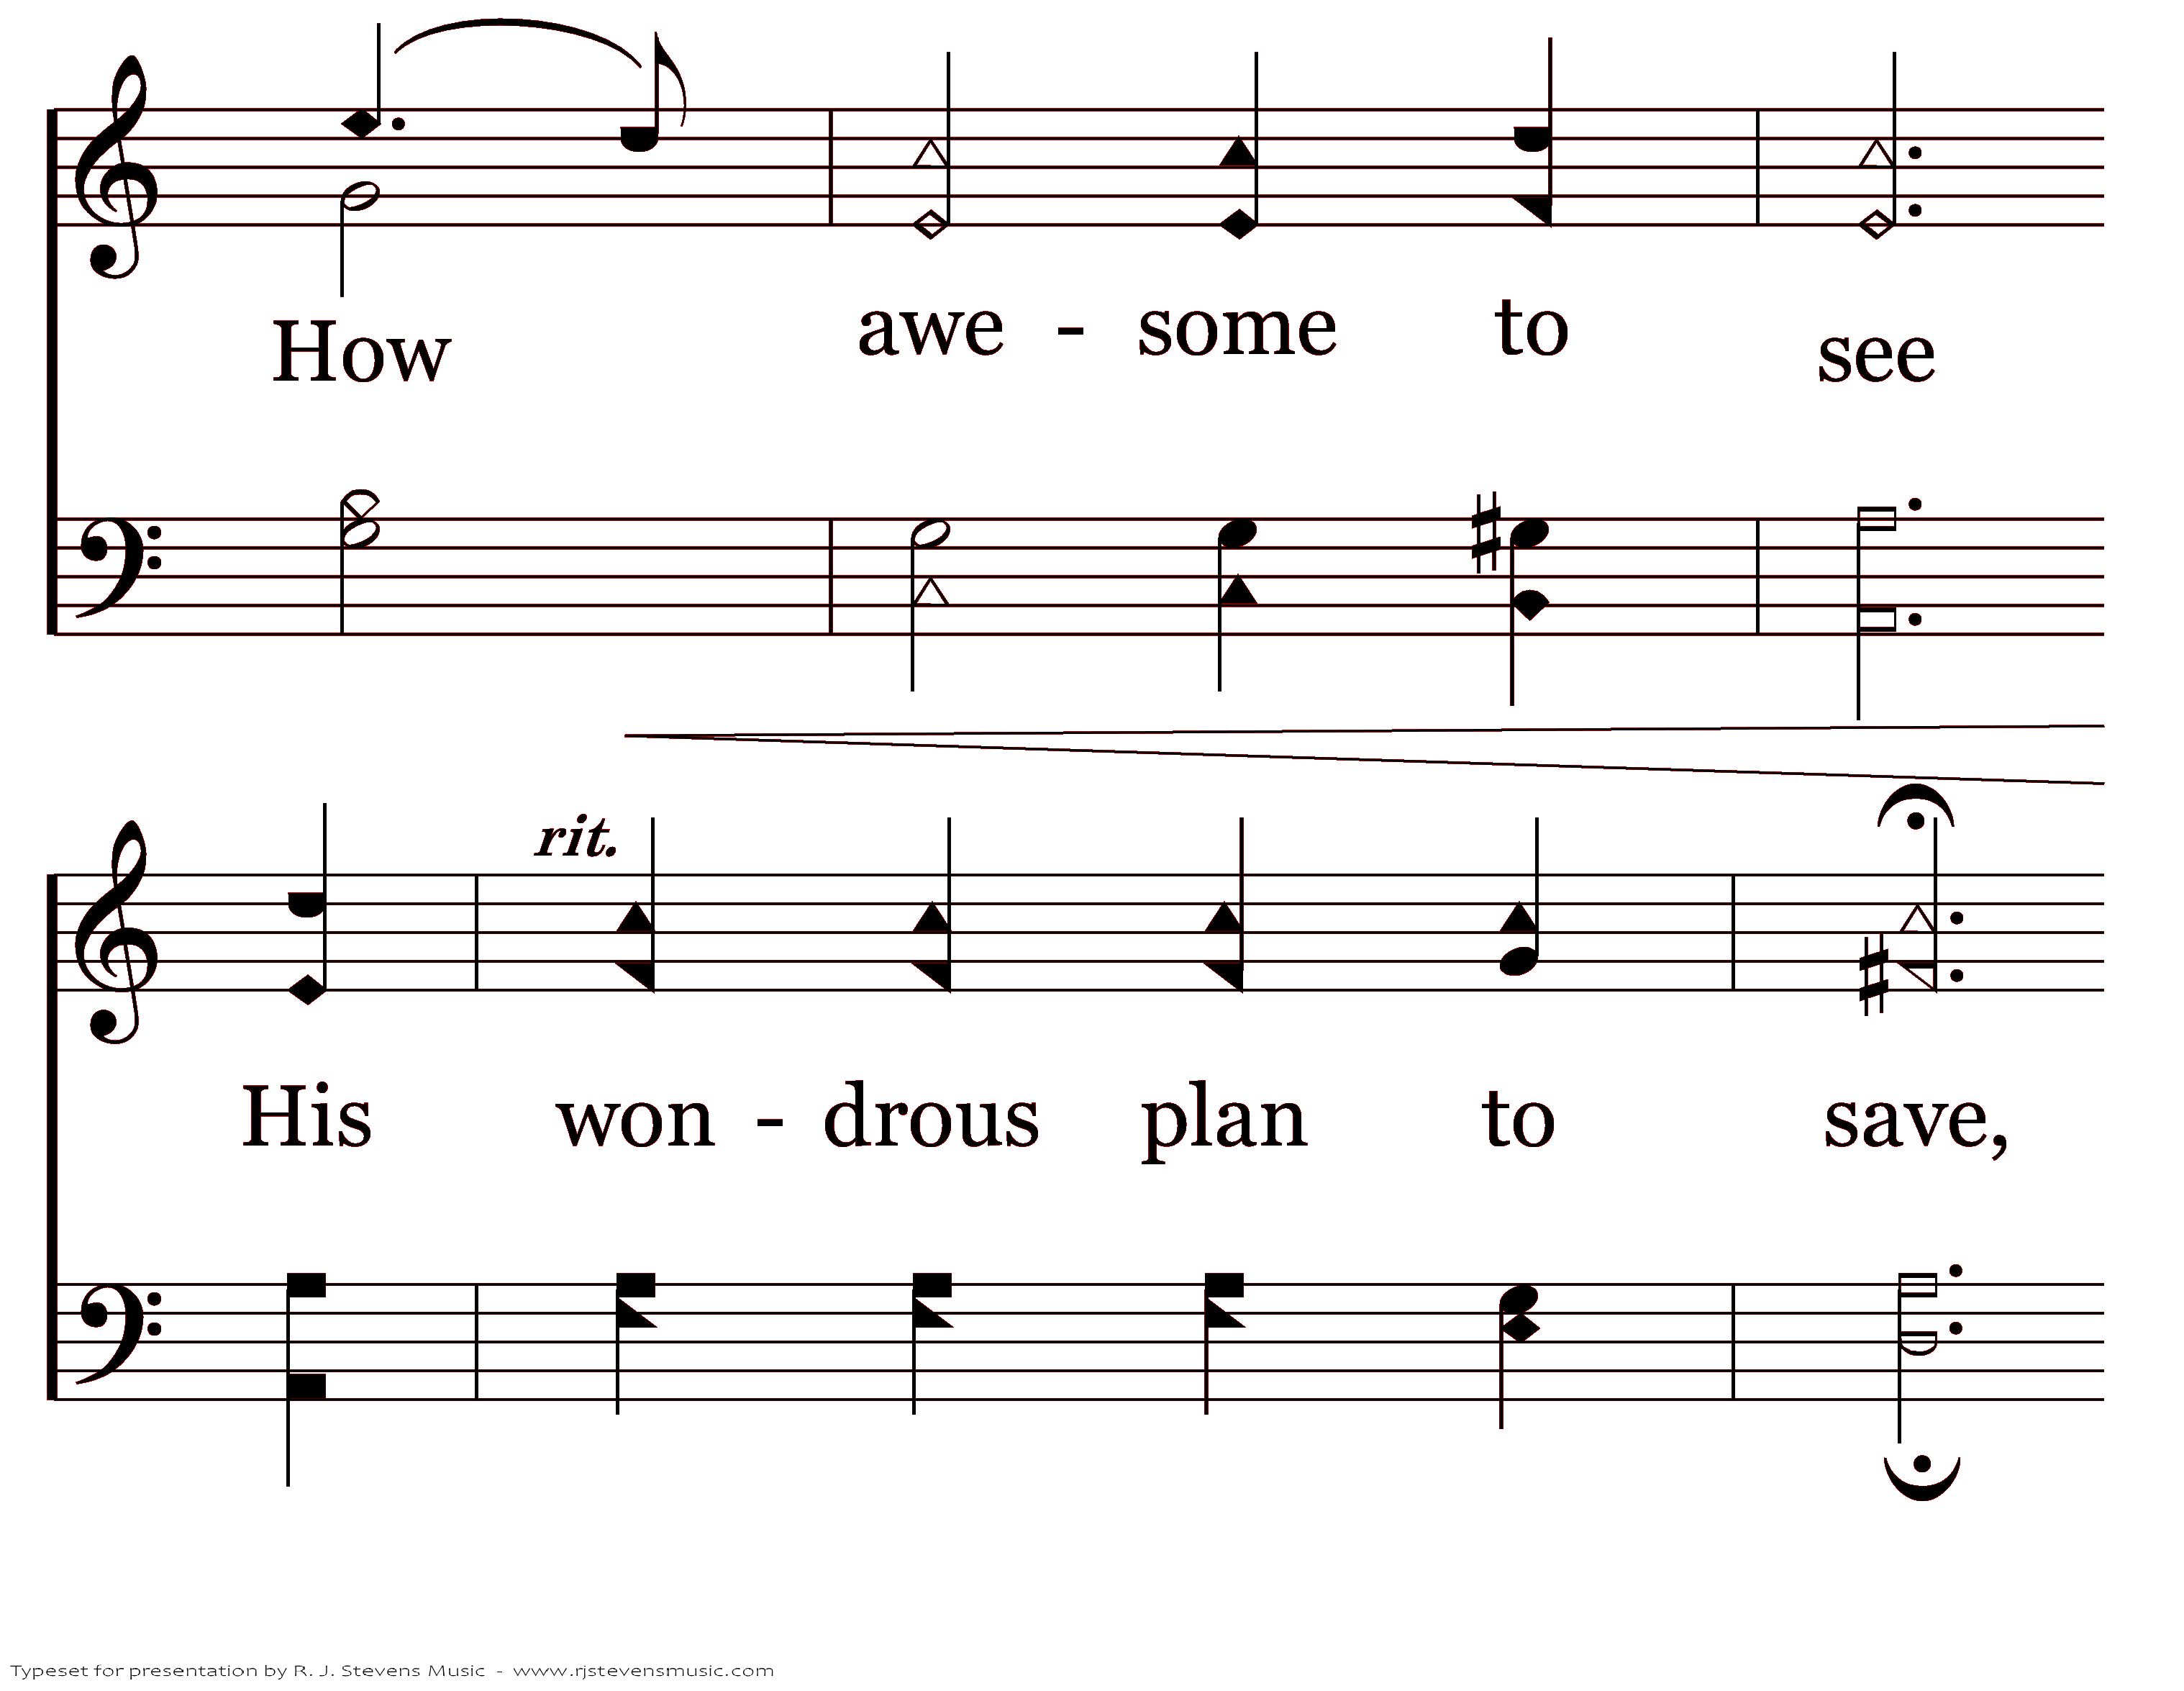 How awe - some to see
rit.
His won - drous plan to save,
Typeset for presentation by R. J. Stevens Music - www.rjstevensmusic.com